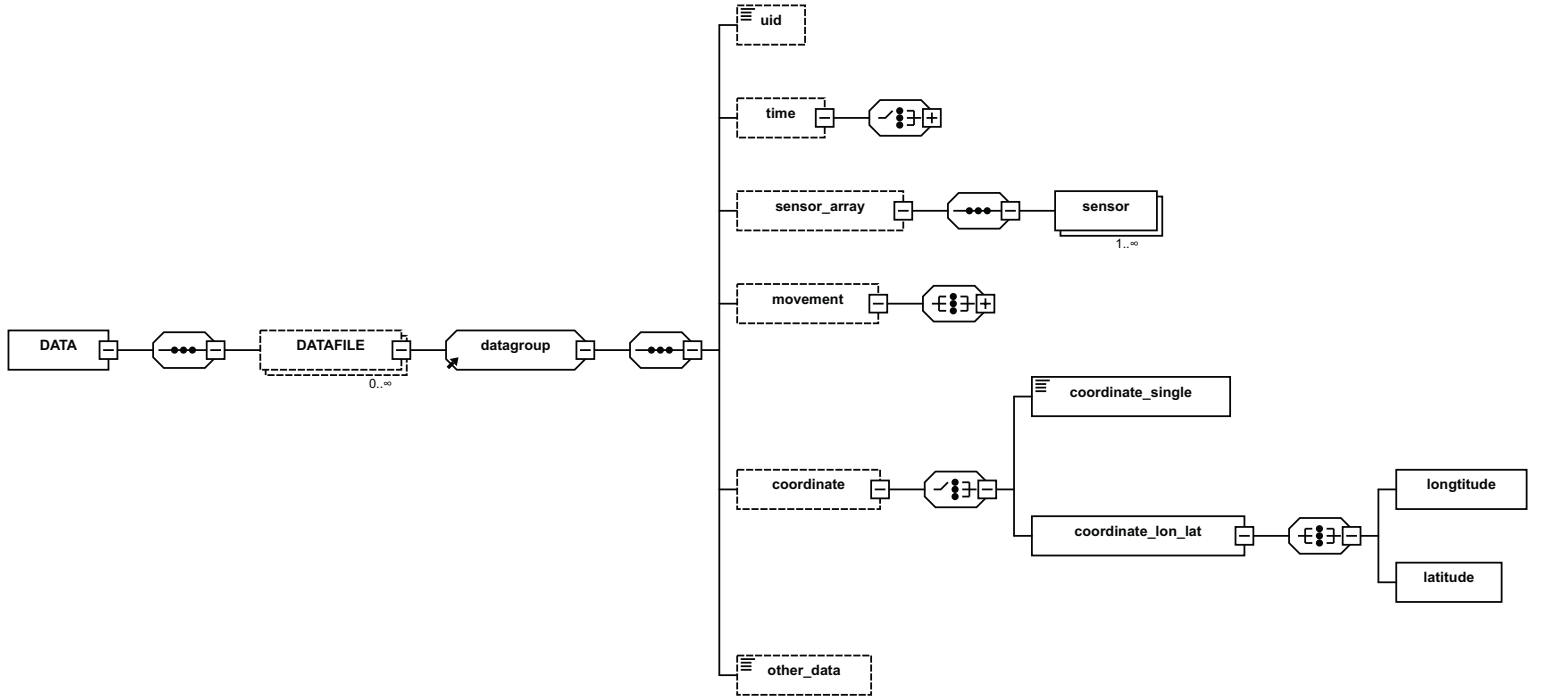 uid
time
sensor_array
sensor
1..∞
movement
DATA
DATAFILE
0..∞
datagroup
coordinate_single
coordinate
longtitude
coordinate_lon_lat
latitude
other_data